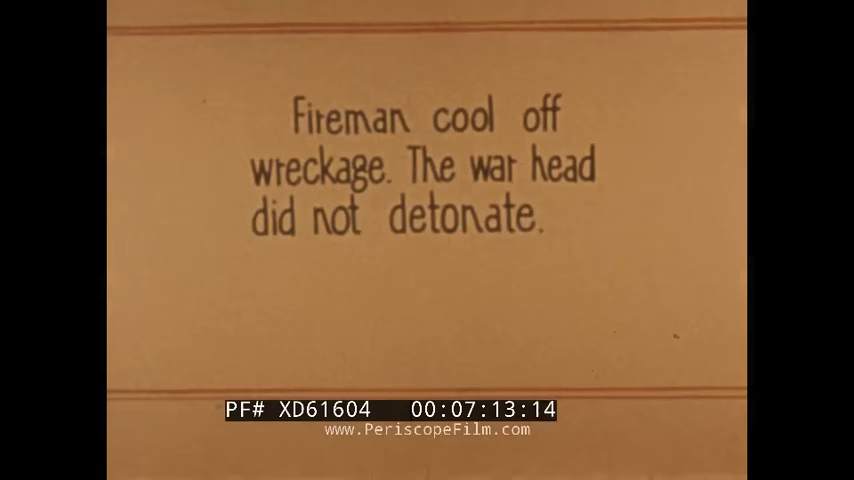 Fireman cool off
wreckage. The war head
did not detonate.
PF# XD61604 00:07:13:14
www.PeriscopeFilm.com